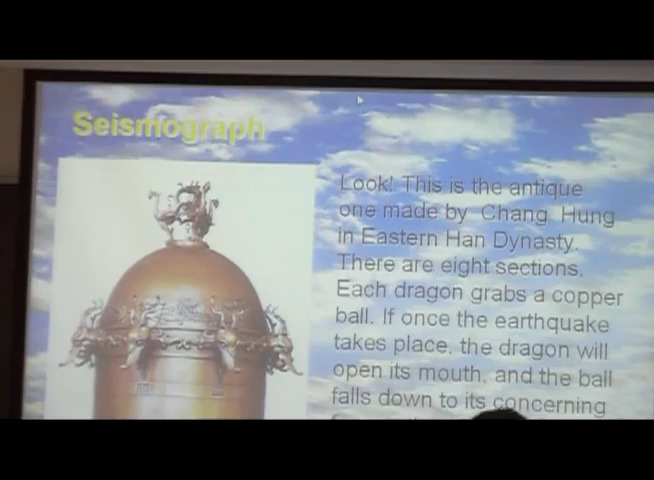 Seismograph
Look! This is the antique
one made by Chang Hung
in Eastern Han Dynasty.
There are eight sections.
Each dragon grabs a copper
ball. If once the earthquake
takes place, the dragon will
open its mouth, and the ball
falls down to its concerning